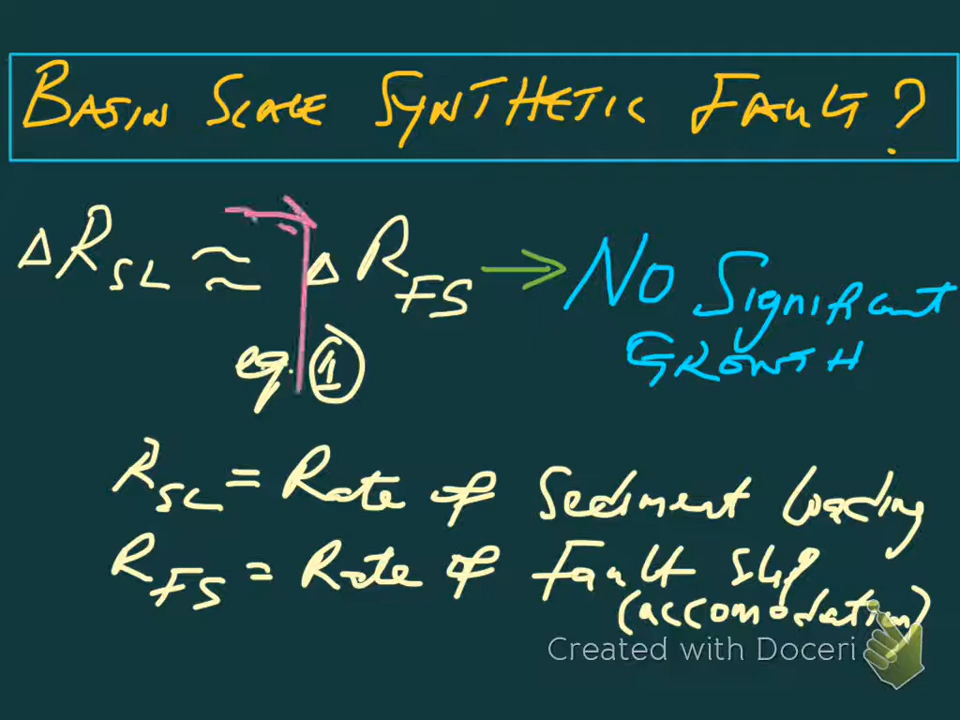 BASIN SCALE SYNTHETIC FAULT?
ΔR_SL ≈ ΔR_FS → No Significant
GROWTH
eq. ①
R_SL = Rate of Sediment loading
R_FS = Rate of Fault slip
(accomodation)
Created with Doceri